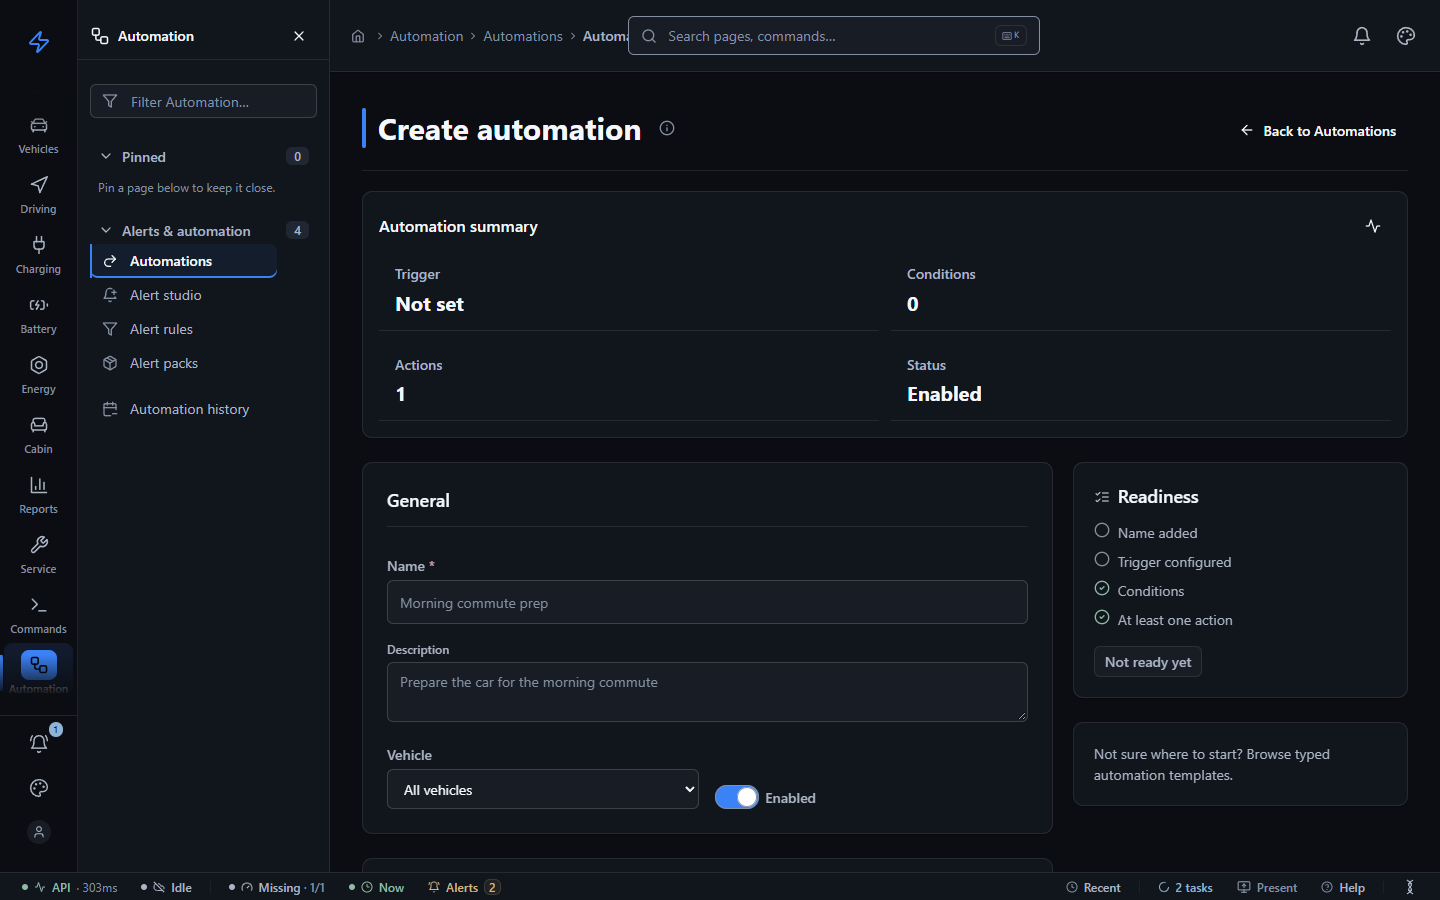 Vehicles
Driving
Charging
Battery
Energy
Cabin
Reports
Service
Commands
Automation
1
Automation
Filter Automation...
Pinned
0
Pin a page below to keep it close.
Alerts & automation
4
Automations
Alert studio
Alert rules
Alert packs
Automation history
Automation
Automations
Automa
Search pages, commands...
K
Create automation
Back to Automations
Automation summary
Trigger
Not set
Conditions
0
Actions
1
Status
Enabled
General
Name *
Morning commute prep
Description
Prepare the car for the morning commute
Vehicle
All vehicles
Enabled
Readiness
Name added
Trigger configured
Conditions
At least one action
Not ready yet
Not sure where to start? Browse typed
automation templates.
API · 303ms
Idle
Missing · 1/1
Now
Alerts 2
Recent
2 tasks
Present
Help